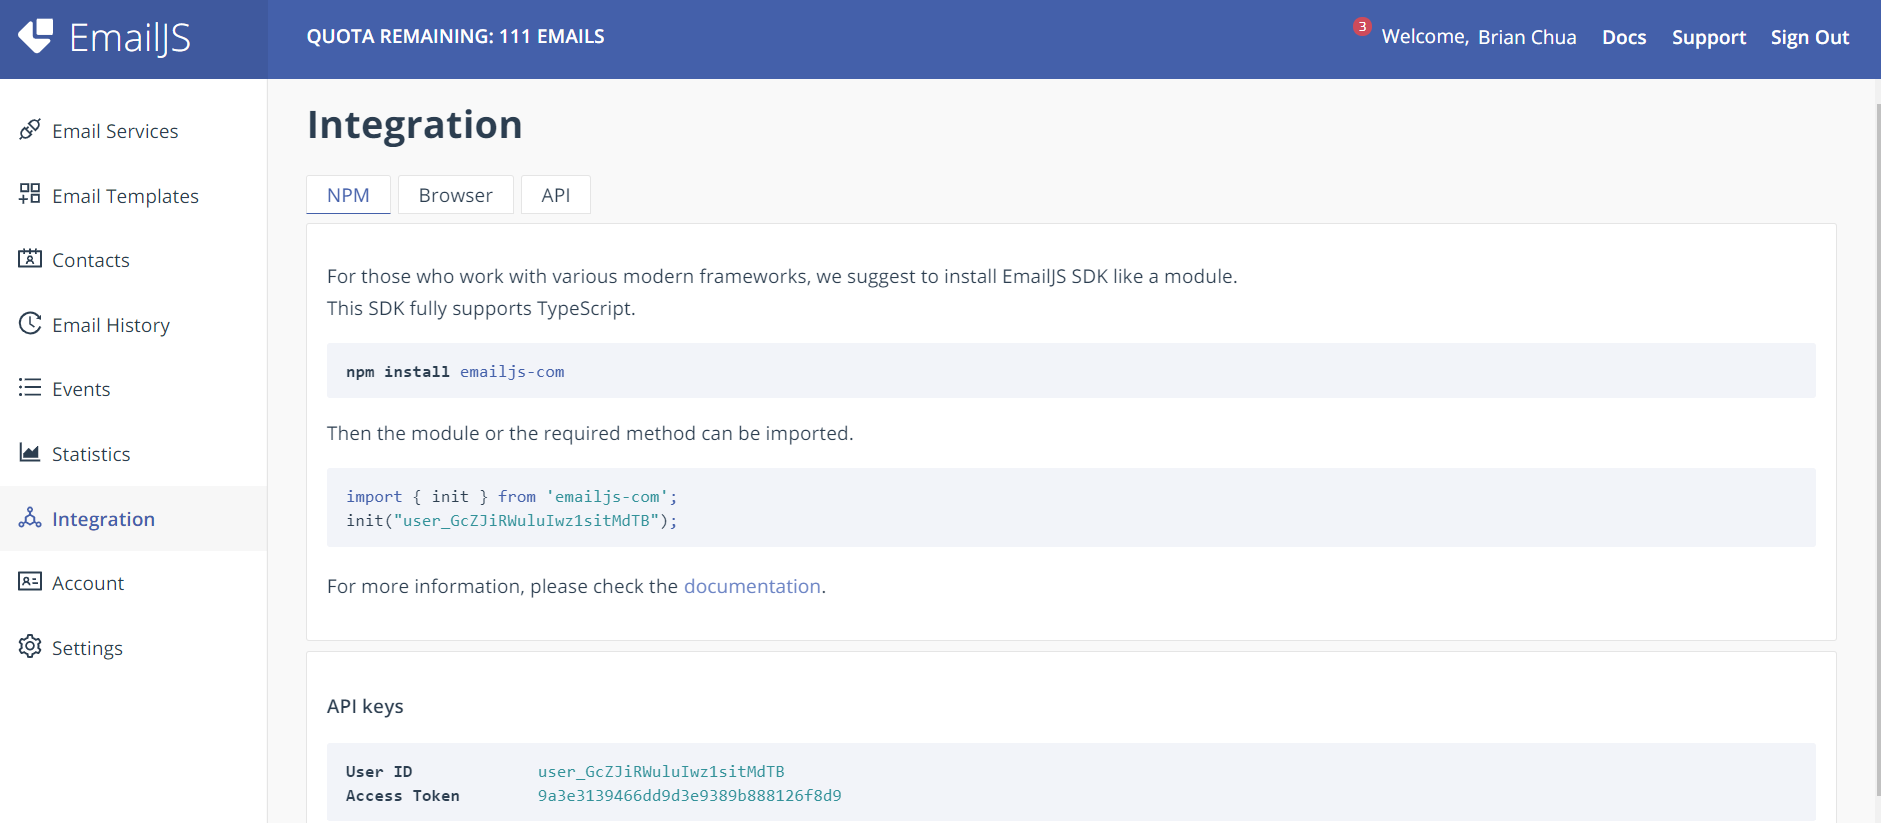 EmailJS
QUOTA REMAINING: 111 EMAILS
3
Welcome, Brian Chua
Docs
Support
Sign Out
Email Services
Email Templates
Contacts
Email History
Events
Statistics
Integration
Account
Settings
Integration
NPM
Browser
API
For those who work with various modern frameworks, we suggest to install EmailJS SDK like a module.
This SDK fully supports TypeScript.
npm install emailjs-com
Then the module or the required method can be imported.
import { init } from 'emailjs-com';
init("user_GcZJiRWuluIwz1sitMdTB");
For more information, please check the documentation.
API keys
User ID user_GcZJiRWuluIwz1sitMdTB
Access Token 9a3e3139466dd9d3e9389b888126f8d9